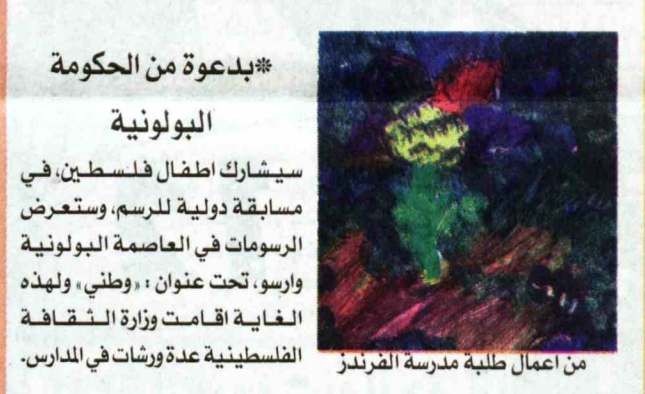 *بدعوة من الحكومة
البولونية
سيشارك اطفال فلسطين، في
مسابقة دولية للرسم، وستعرض
الرسومات في العاصمة البولونية
وارسو، تحت عنوان : «وطني» ولهذه
الغاية اقامت وزارة الثقافة
الفلسطينية عدة ورشات في المدارس.
من اعمال طلبة مدرسة الفرندز